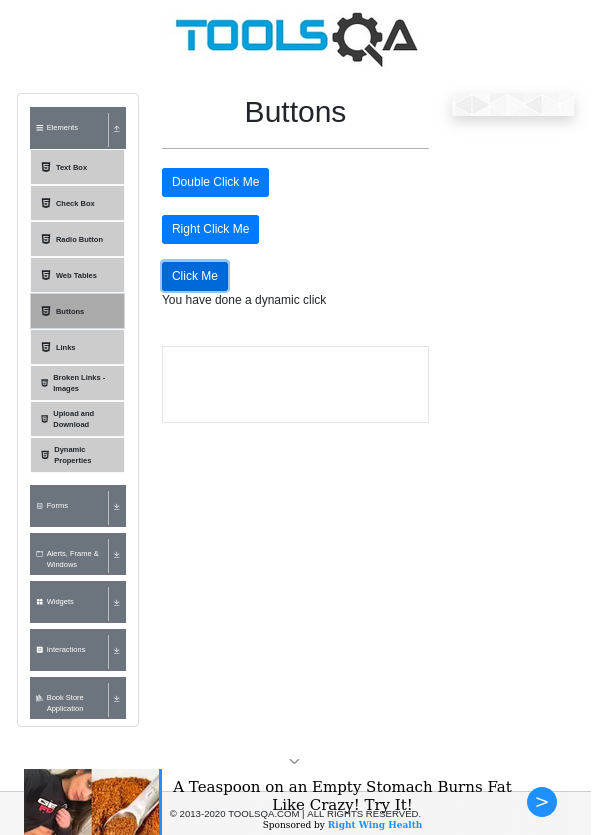 TOOLSQA
Buttons
Elements
Text Box
Check Box
Radio Button
Web Tables
Buttons
Links
Broken Links -
Images
Upload and
Download
Dynamic
Properties
Forms
Alerts, Frame &
Windows
Widgets
Interactions
Book Store
Application
Double Click Me
Right Click Me
Click Me
You have done a dynamic click
A Teaspoon on an Empty Stomach Burns Fat
Like Crazy! Try It!
© 2013-2020 TOOLSQA.COM | ALL RIGHTS RESERVED.
Sponsored by Right Wing Health